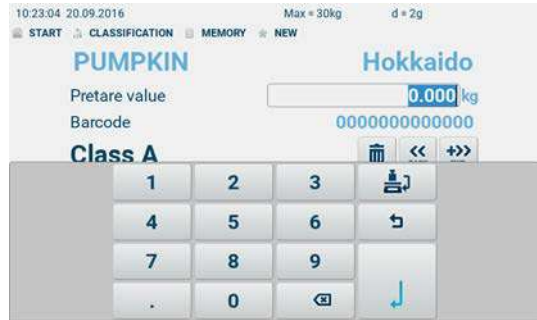 10:23:04 20.09.2016 Max = 30kg d = 2g
START CLASSIFICATION MEMORY NEW
PUMPKIN Hokkaido
Pretare value 0.000 kg
Barcode 0000000000000
Class A << +>>
1 2 3
4 5 6
7 8 9
. 0